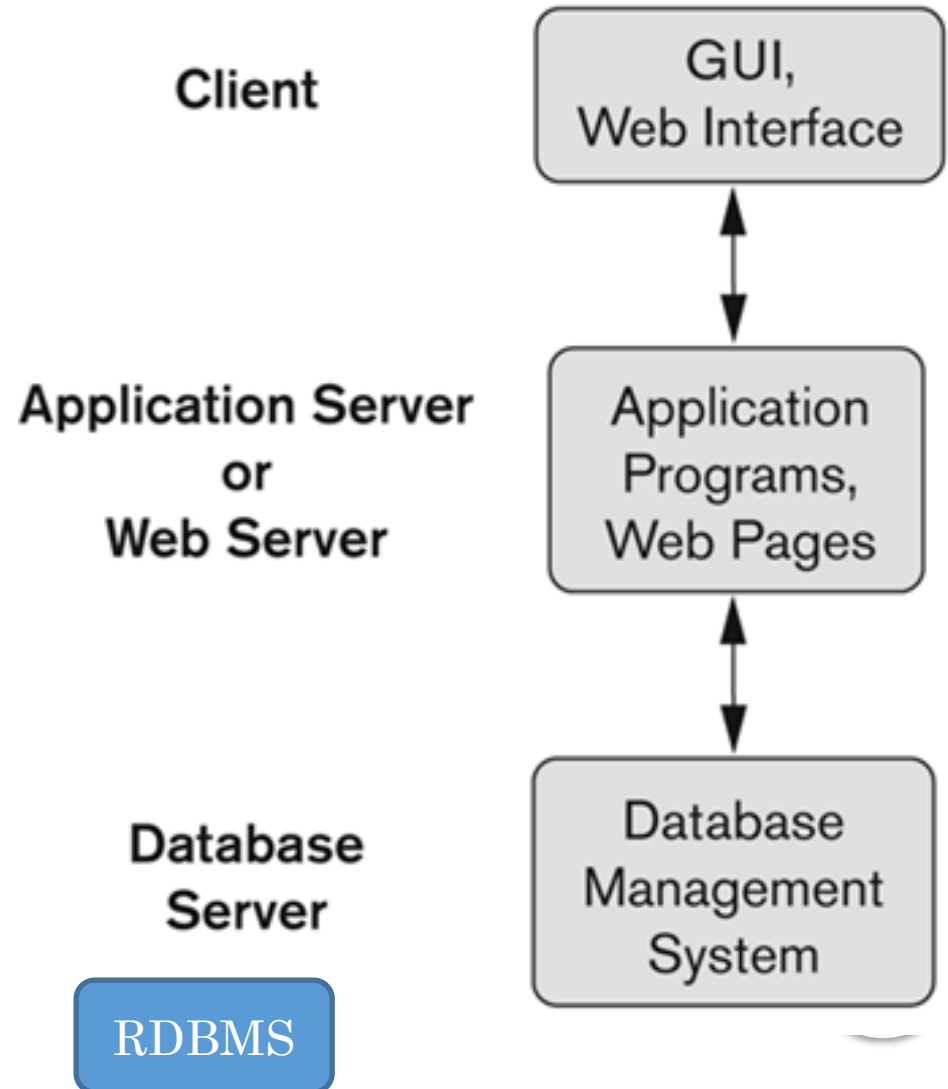 Client
GUI,
Web Interface
Application Server
or
Web Server
Application
Programs,
Web Pages
Database
Server
Database
Management
System
RDBMS